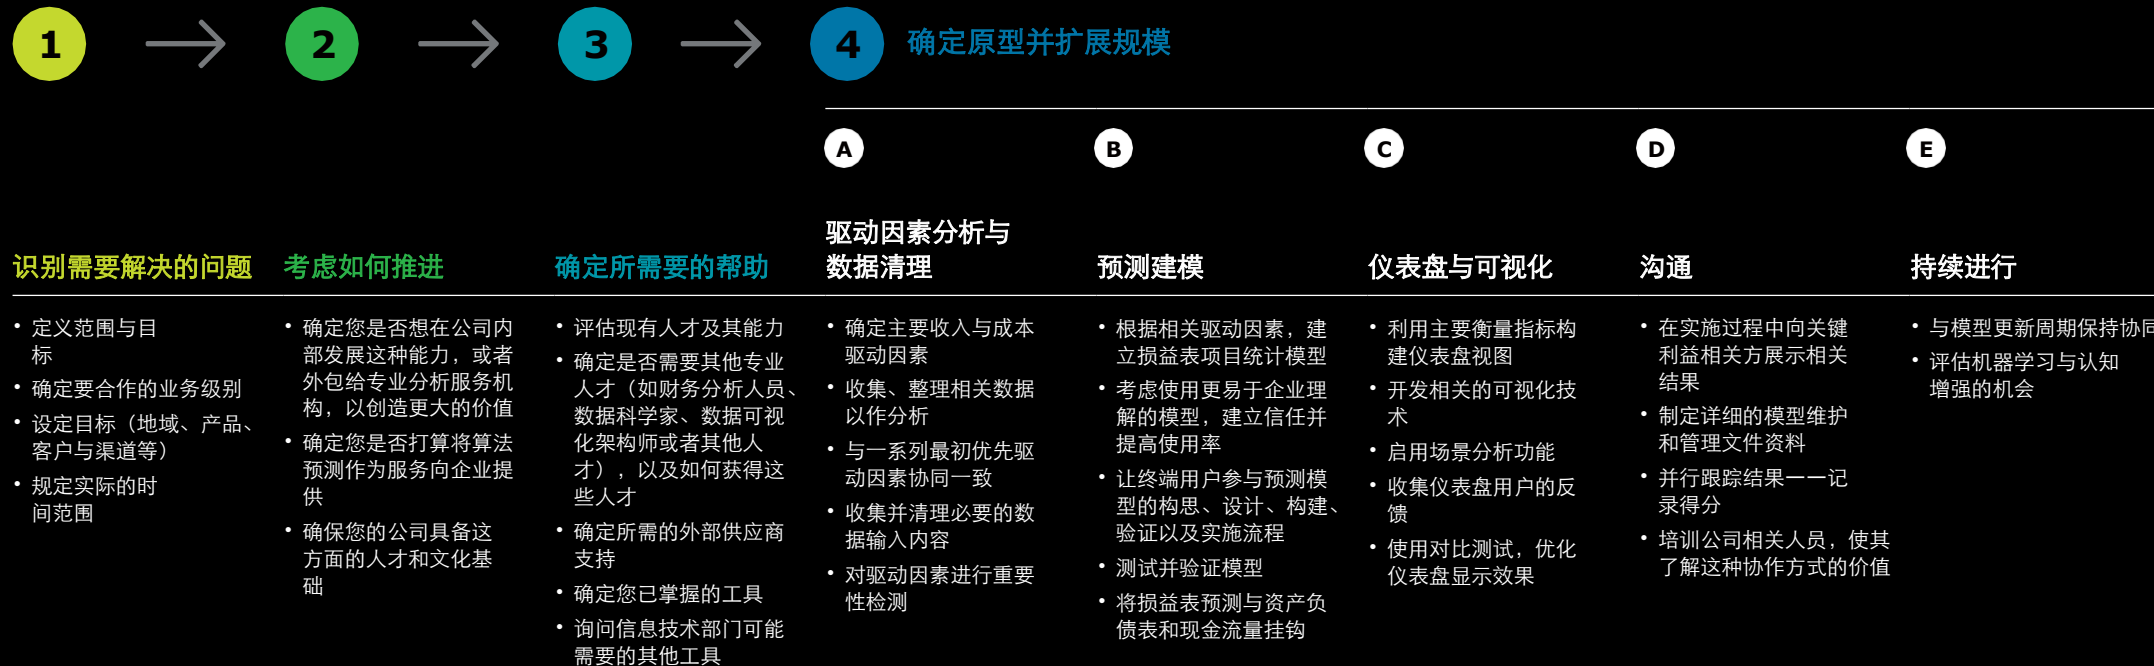 1
2
3
4
确定原型并扩展规模
A
B
C
D
E
识别需要解决的问题
• 定义范围与目
标
• 确定要合作的业务级别
• 设定目标（地域、产品、
客户与渠道等）
• 规定实际的时
间范围
考虑如何推进
• 确定您是否想在公司内
部发展这种能力，或者
外包给专业分析服务机
构，以创造更大的价值
• 确定您是否打算将算法
预测作为服务向企业提
供
• 确保您的公司具备这
方面的人才和文化基
础
确定所需要的帮助
• 评估现有人才及其能力
• 确定是否需要其他专业
人才（如财务分析人员、
数据科学家、数据可视
化架构师或者其他人
才），以及如何获得这
些人才
• 确定所需的外部供应商
支持
• 确定您已掌握的工具
• 询问信息技术部门可能
需要的其他工具
驱动因素分析与
数据清理
• 确定主要收入与成本
驱动因素
• 收集、整理相关数据
以作分析
• 与一系列最初优先驱
动因素协同一致
• 收集并清理必要的数
据输入内容
• 对驱动因素进行重要
性检测
预测建模
• 根据相关驱动因素，建
立损益表项目统计模型
• 考虑使用更易于企业理
解的模型，建立信任并
提高使用率
• 让终端用户参与预测模
型的构思、设计、构建、
验证以及实施流程
• 测试并验证模型
• 将损益表预测与资产负
债表和现金流量挂钩
仪表盘与可视化
• 利用主要衡量指标构
建仪表盘视图
• 开发相关的可视化技
术
• 启用场景分析功能
• 收集仪表盘用户的反
馈
• 使用对比测试，优化
仪表盘显示效果
沟通
• 在实施过程中向关键
利益相关方展示相关
结果
• 制定详细的模型维护
和管理文件资料
• 并行跟踪结果一一记
录得分
• 培训公司相关人员，使其
了解这种协作方式的价值
持续进行
• 与模型更新周期保持协同
• 评估机器学习与认知
增强的机会